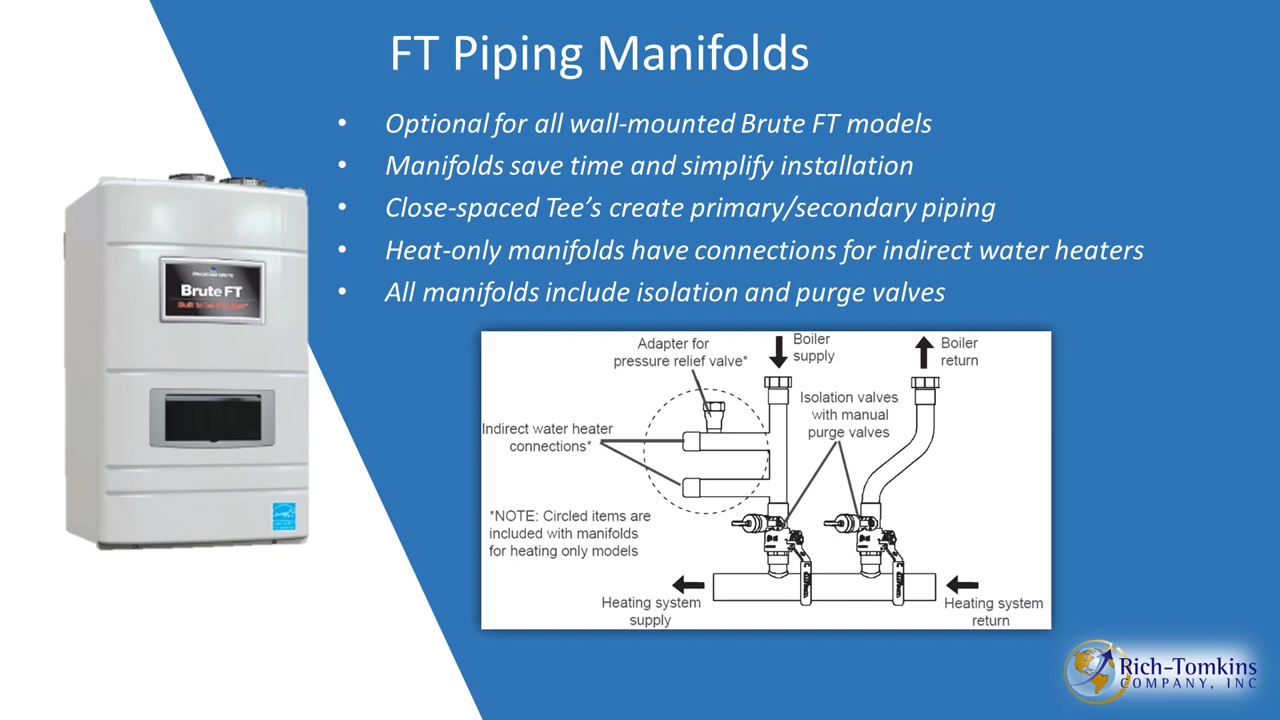 FT Piping Manifolds
• Optional for all wall-mounted Brute FT models
• Manifolds save time and simplify installation
• Close-spaced Tee’s create primary/secondary piping
• Heat-only manifolds have connections for indirect water heaters
• All manifolds include isolation and purge valves
Brute FT
Adapter for
pressure relief valve*
Boiler
supply
Boiler
return
Isolation valves
with manual
purge valves
Indirect water heater
connections*
*NOTE: Circled items are
included with manifolds
for heating only models
Heating system
supply
Heating system
return
Rich-Tomkins
COMPANY, INC